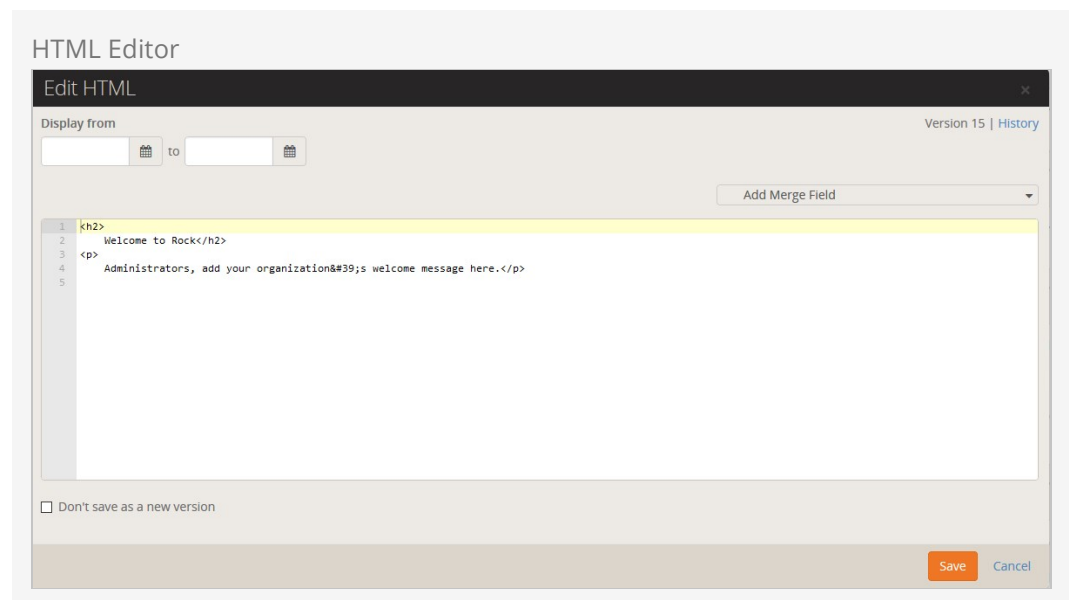 HTML Editor
Edit HTML ×
Display from Version 15 | History
to
Add Merge Field
1 <h2>
2 Welcome to Rock</h2>
3 <p>
4 Administrators, add your organization&#39;s welcome message here.</p>
5
Don't save as a new version
Save Cancel